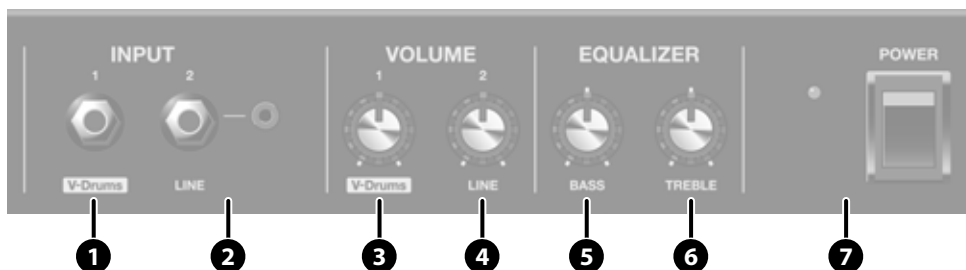 INPUT VOLUME EQUALIZER POWER
1 2 1 2
V-Drums LINE V-Drums LINE BASS TREBLE
1 2 3 4 5 6 7